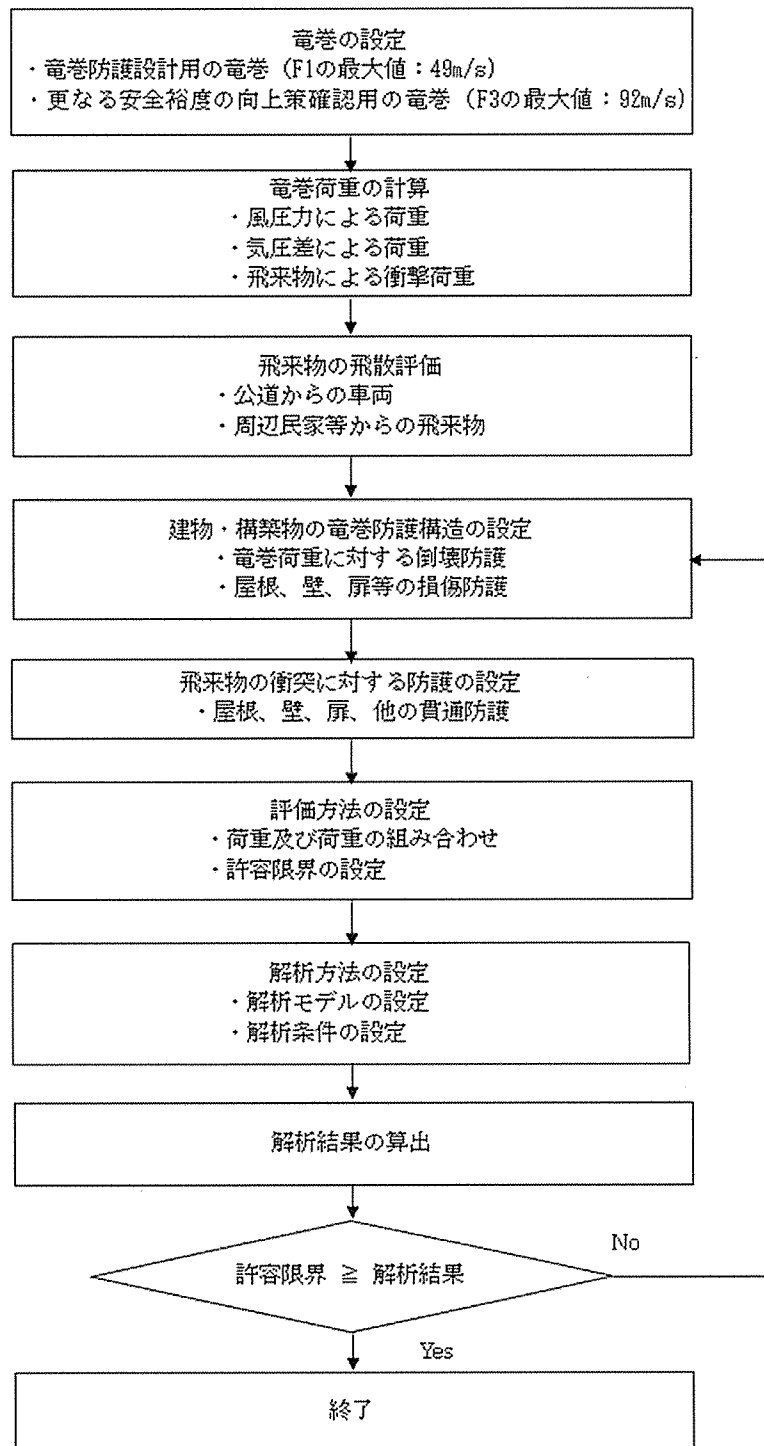 竜巻の設定
・竜巻防護設計用の竜巻 (F1の最大値：49m/s)
・更なる安全裕度の向上策確認用の竜巻 (F3の最大値：92m/s)
竜巻荷重の計算
・風圧力による荷重
・気圧差による荷重
・飛来物による衝撃荷重
飛来物の飛散評価
・公道からの車両
・周辺民家等からの飛来物
建物・構築物の竜巻防護構造の設定
・竜巻荷重に対する倒壊防護
・屋根、壁、扉等の損傷防護
飛来物の衝突に対する防護の設定
・屋根、壁、扉、他の貫通防護
評価方法の設定
・荷重及び荷重の組み合わせ
・許容限界の設定
解析方法の設定
・解析モデルの設定
・解析条件の設定
解析結果の算出
許容限界 ≧ 解析結果
No
Yes
終了